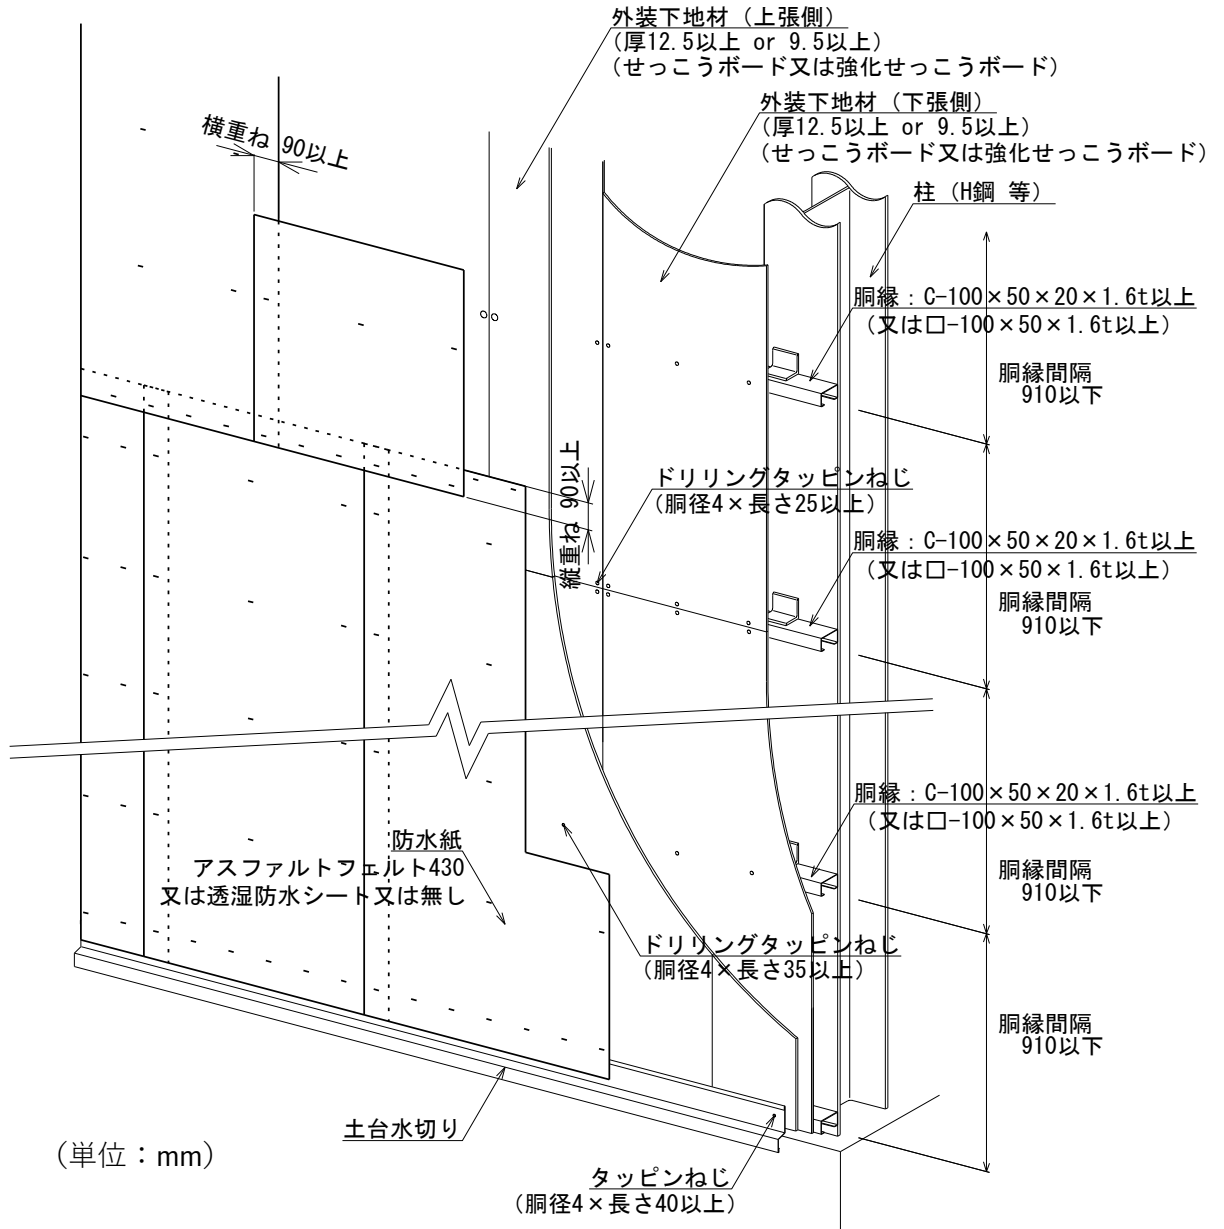 外装下地材（上張側）
（厚12.5以上 or 9.5以上）
（せっこうボード又は強化せっこうボード）
外装下地材（下張側）
（厚12.5以上 or 9.5以上）
（せっこうボード又は強化せっこうボード）
横重ね 90以上
柱（H鋼 等）
胴縁：C-100×50×20×1.6t以上
（又は□-100×50×1.6t以上）
胴縁間隔
910以下
縦重ね 90以上
ドリリングタッピンねじ
（胴径4×長さ25以上）
胴縁：C-100×50×20×1.6t以上
（又は□-100×50×1.6t以上）
胴縁間隔
910以下
胴縁：C-100×50×20×1.6t以上
（又は□-100×50×1.6t以上）
防水紙
アスファルトフェルト430
又は透湿防水シート又は無し
胴縁間隔
910以下
ドリリングタッピンねじ
（胴径4×長さ35以上）
胴縁間隔
910以下
土台水切り
（単位：mm）
タッピンねじ
（胴径4×長さ40以上）